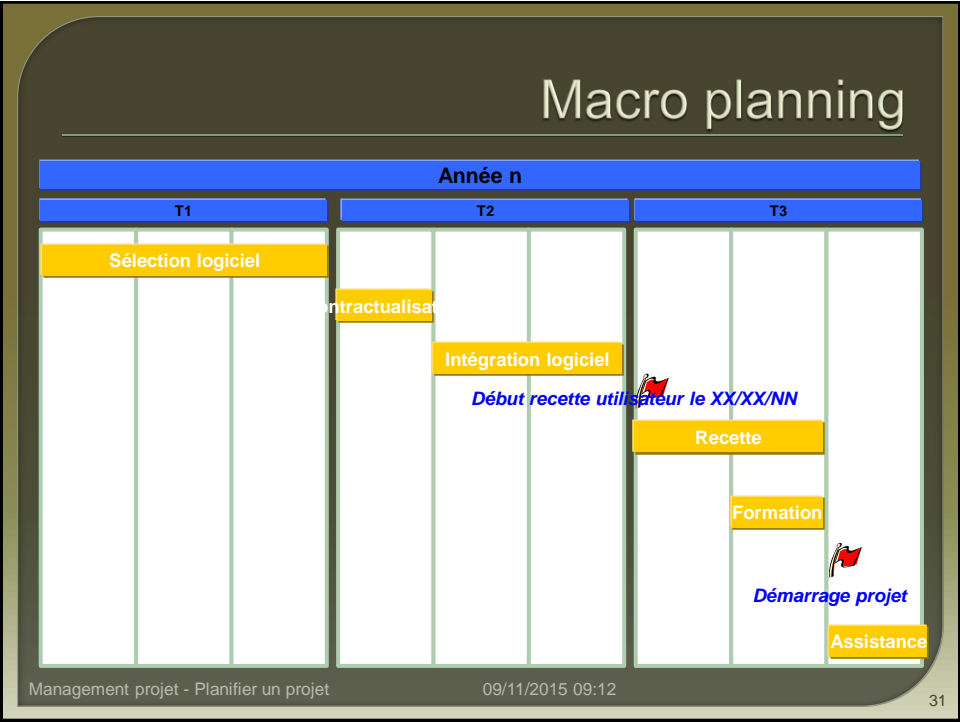 Macro planning
Année n
T1 T2 T3
Sélection logiciel
ntractualisat
Intégration logiciel
Début recette utilisateur le XX/XX/NN
Recette
Formation
Démarrage projet
Assistance
Management projet - Planifier un projet 09/11/2015 09:12
31